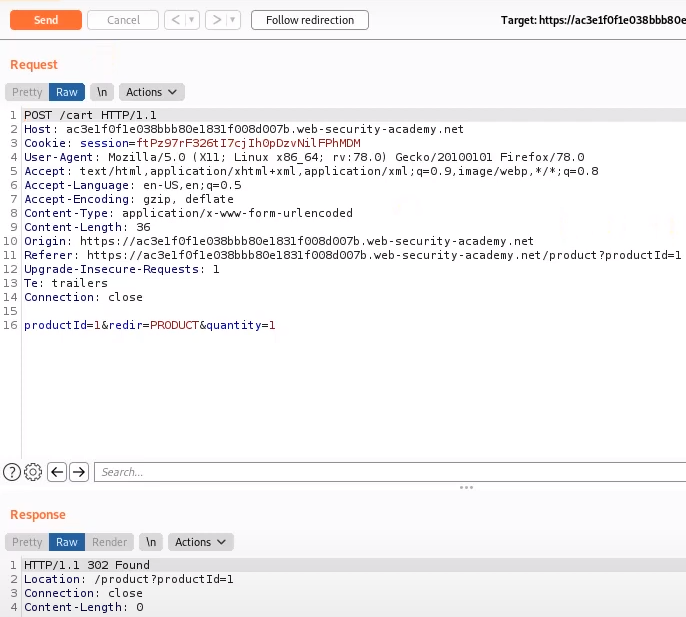 Send Cancel < > Follow redirection Target: https://ac3e1f0f1e038bbb80e
Request
Pretty Raw \n Actions
1 POST /cart HTTP/1.1
2 Host: ac3e1f0f1e038bbb80e1831f008d007b.web-security-academy.net
3 Cookie: session=ftPz97rF326tI7cjIh0pDzvNilFPhMDM
4 User-Agent: Mozilla/5.0 (X11; Linux x86_64; rv:78.0) Gecko/20100101 Firefox/78.0
5 Accept: text/html,application/xhtml+xml,application/xml;q=0.9,image/webp,*/*;q=0.8
6 Accept-Language: en-US,en;q=0.5
7 Accept-Encoding: gzip, deflate
8 Content-Type: application/x-www-form-urlencoded
9 Content-Length: 36
10 Origin: https://ac3e1f0f1e038bbb80e1831f008d007b.web-security-academy.net
11 Referer: https://ac3e1f0f1e038bbb80e1831f008d007b.web-security-academy.net/product?productId=1
12 Upgrade-Insecure-Requests: 1
13 Te: trailers
14 Connection: close
15
16 productId=1&redir=PRODUCT&quantity=1
? Search...
Response
Pretty Raw Render \n Actions
1 HTTP/1.1 302 Found
2 Location: /product?productId=1
3 Connection: close
4 Content-Length: 0